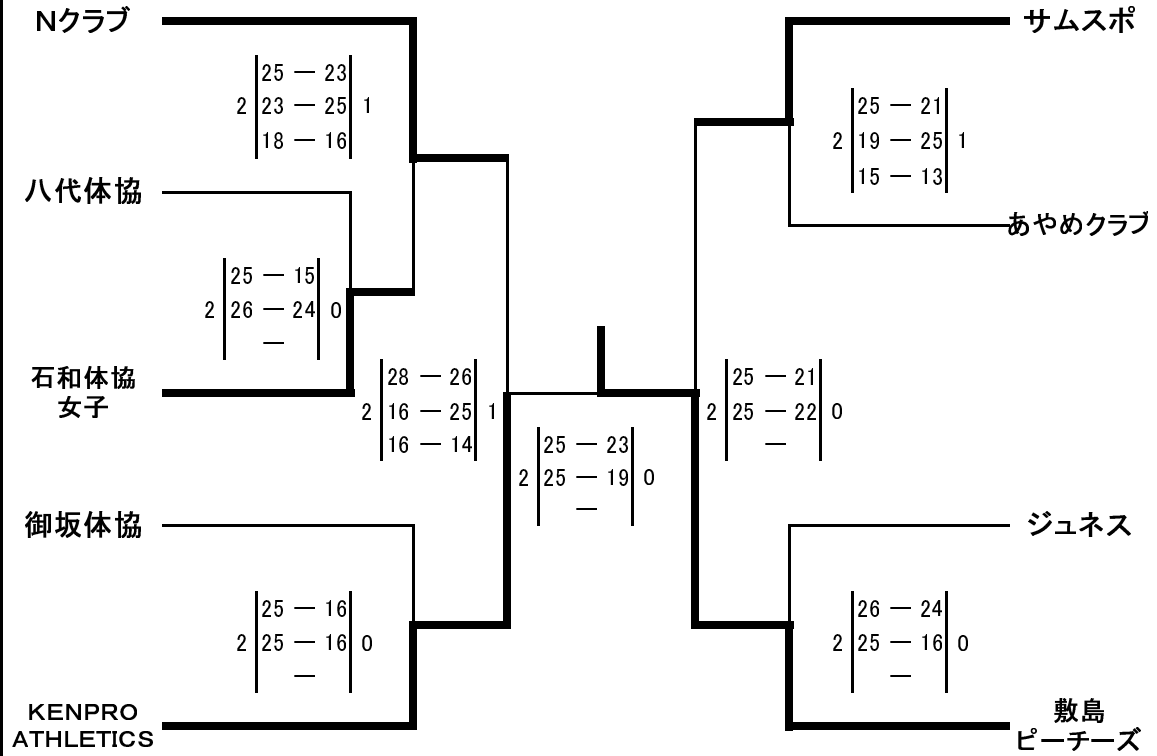 Nクラブ
25 — 23
2 23 — 25 1
18 — 16
八代体協
25 — 15
2 26 — 24 0
—
石和体協
女子
28 — 26
2 16 — 25 1
16 — 14
御坂体協
25 — 16
2 25 — 16 0
—
KENPRO
ATHLETICS
25 — 23
2 25 — 19 0
—
サムスポ
25 — 21
2 19 — 25 1
15 — 13
あやめクラブ
25 — 21
2 25 — 22 0
—
ジュネス
26 — 24
2 25 — 16 0
—
敷島
ピーチーズ